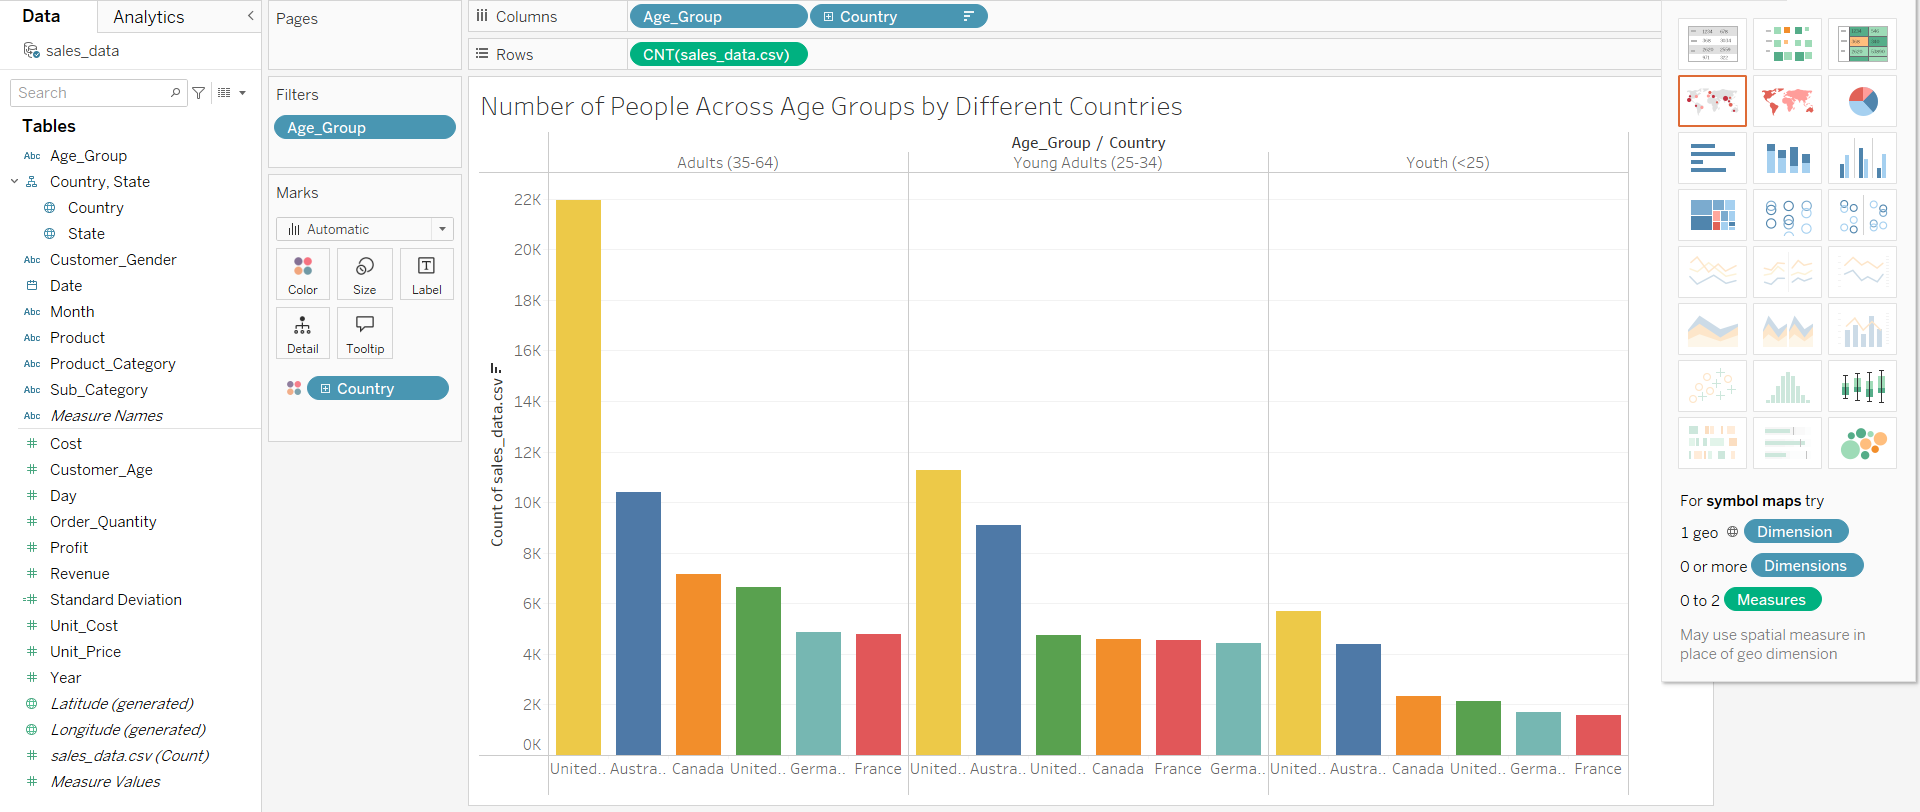 Data
Analytics
sales_data
Search
Tables
Abc Age_Group
Country, State
Country
State
Abc Customer_Gender
Date
Abc Month
Abc Product
Abc Product_Category
Abc Sub_Category
Abc Measure Names
# Cost
# Customer_Age
# Day
# Order_Quantity
# Profit
# Revenue
=# Standard Deviation
# Unit_Cost
# Unit_Price
# Year
Latitude (generated)
Longitude (generated)
# sales_data.csv (Count)
# Measure Values
Pages
Filters
Age_Group
Marks
Automatic
Color
Size
Label
Detail
Tooltip
Country
Columns
Age_Group
Country
Rows
CNT(sales_data.csv)
Number of People Across Age Groups by Different Countries
Age_Group / Country
Adults (35-64)
Young Adults (25-34)
Youth (<25)
Count of sales_data.csv
22K
20K
18K
16K
14K
12K
10K
8K
6K
4K
2K
0K
United.. Austra.. Canada United.. Germa.. France United.. Austra.. United.. Canada France Germa.. United.. Austra.. Canada United.. Germa.. France
For symbol maps try
1 geo Dimension
0 or more Dimensions
0 to 2 Measures
May use spatial measure in
place of geo dimension